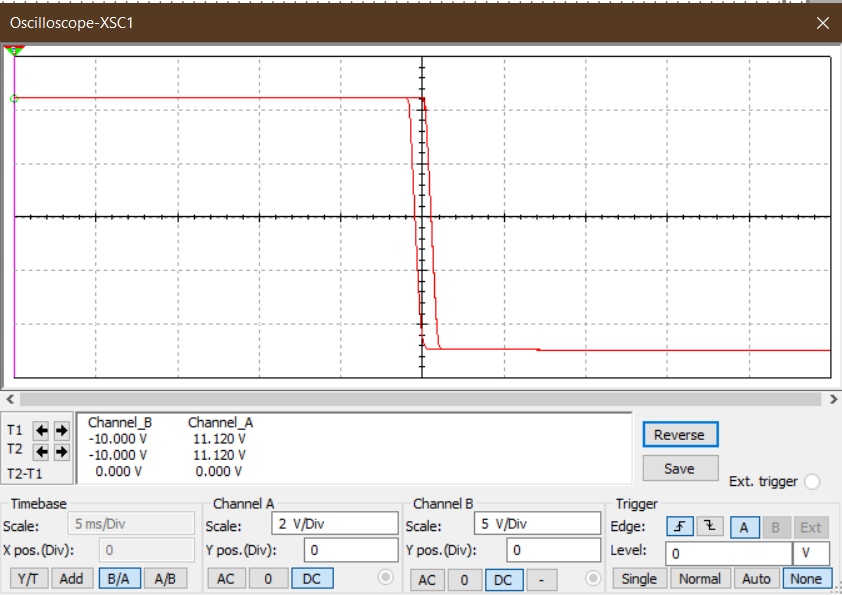 Oscilloscope-XSC1
T1
T2
T2-T1
Channel_B Channel_A
-10.000 V 11.120 V
-10.000 V 11.120 V
0.000 V 0.000 V
Reverse
Save
Ext. trigger
Timebase
Scale: 5 ms/Div
X pos.(Div): 0
Y/T Add B/A A/B
Channel A
Scale: 2 V/Div
Y pos.(Div): 0
AC 0 DC
Channel B
Scale: 5 V/Div
Y pos.(Div): 0
AC 0 DC -
Trigger
Edge: A B Ext
Level: 0 V
Single Normal Auto None